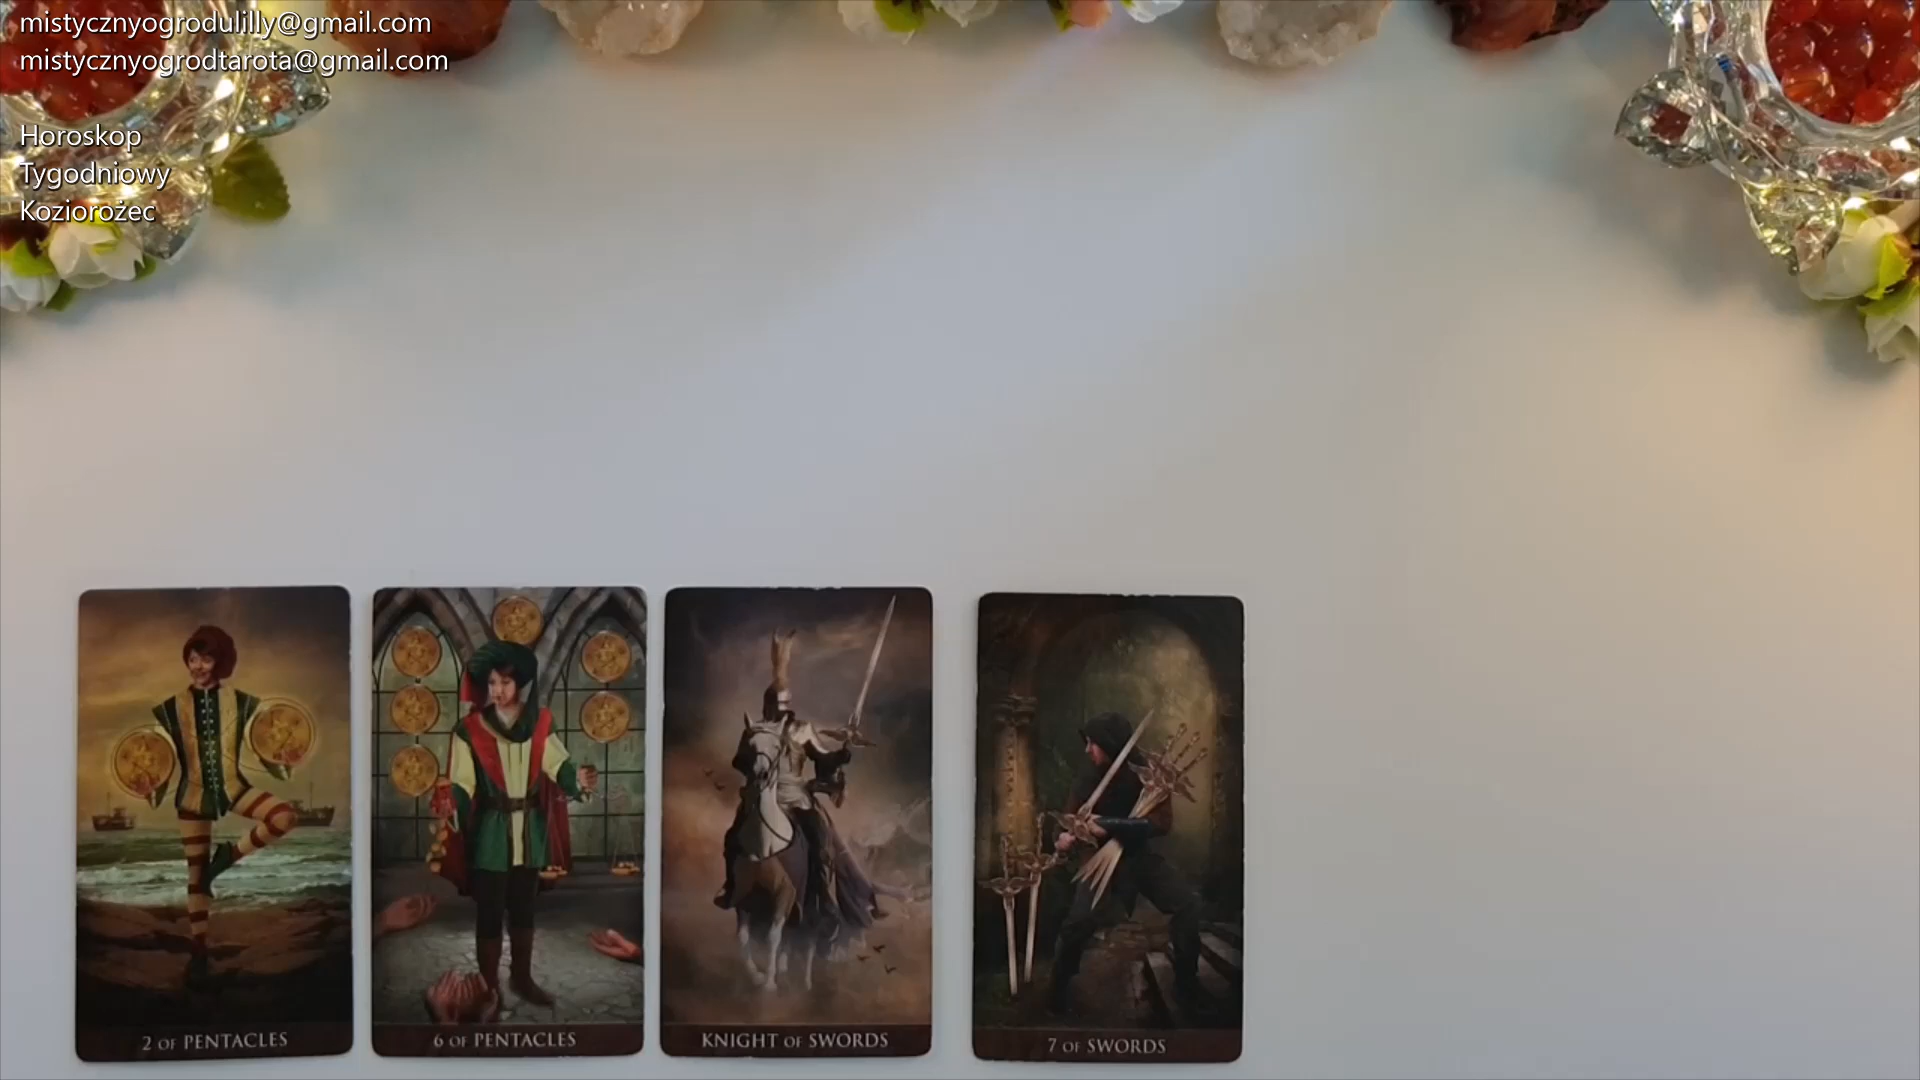 mistycznyogrodulilly@gmail.com
mistycznyogrodtarota@gmail.com
Horoskop
Tygodniowy
Koziorożec
2 OF PENTACLES
6 OF PENTACLES
KNIGHT OF SWORDS
7 OF SWORDS